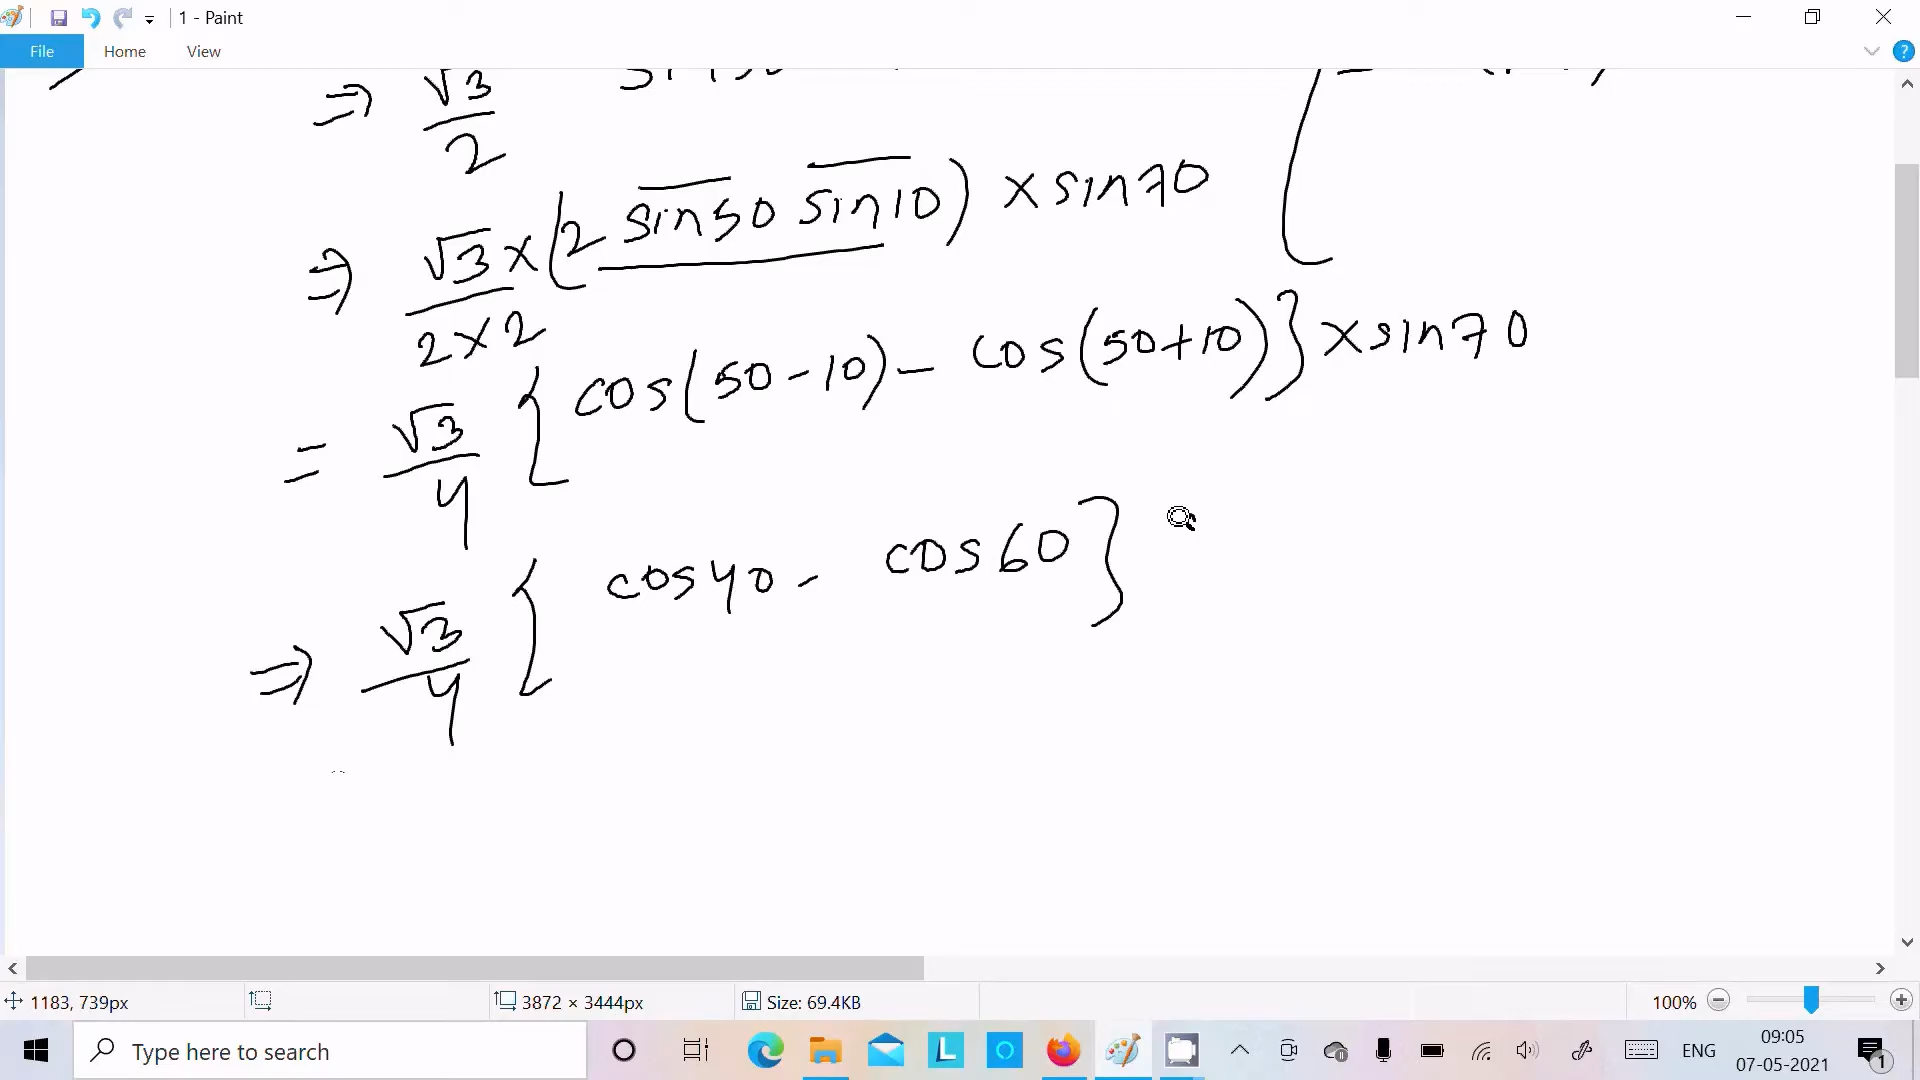 1 - Paint
File Home View
⇒ √3/2
⇒ √3/2×2 × (2 sin50 sin10) × sin70
= √3/4 { cos(50-10) - cos(50+10)} × sin70
⇒ √3/4 { cos40 - cos60 }
1183, 739px
3872 × 3444px
Size: 69.4KB
100%
Type here to search
ENG
09:05
07-05-2021
1